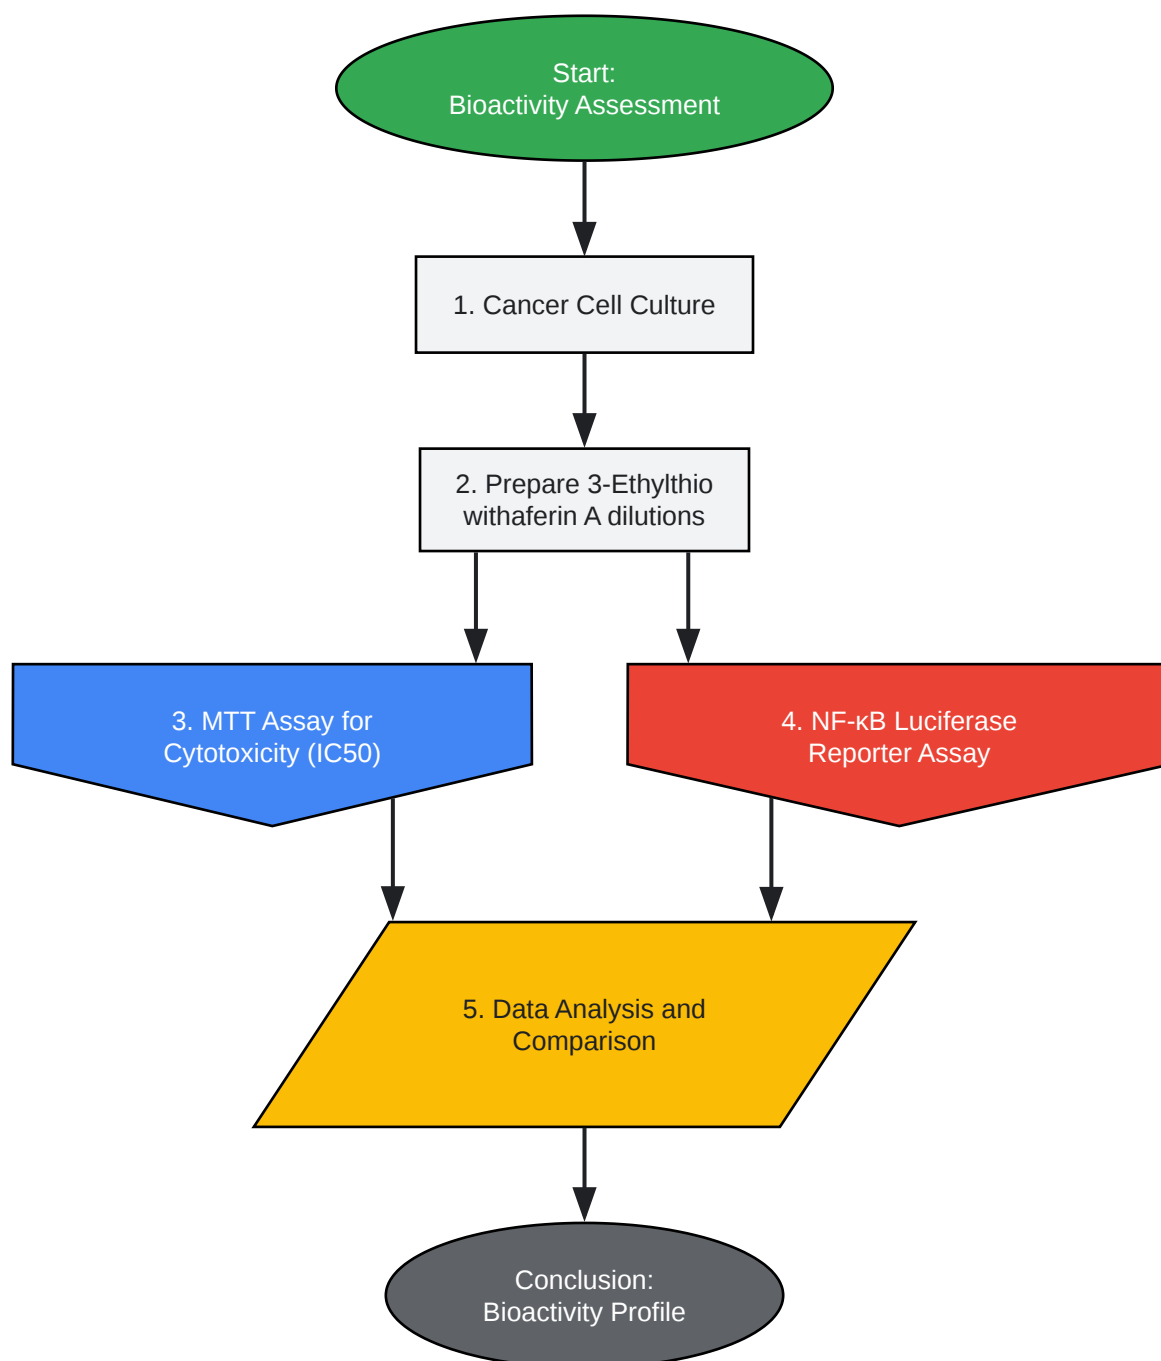 Start:
Bioactivity Assessment
1. Cancer Cell Culture
2. Prepare 3-Ethylthio
withaferin A dilutions
3. MTT Assay for
Cytotoxicity (IC50)
4. NF-κB Luciferase
Reporter Assay
5. Data Analysis and
Comparison
Conclusion:
Bioactivity Profile